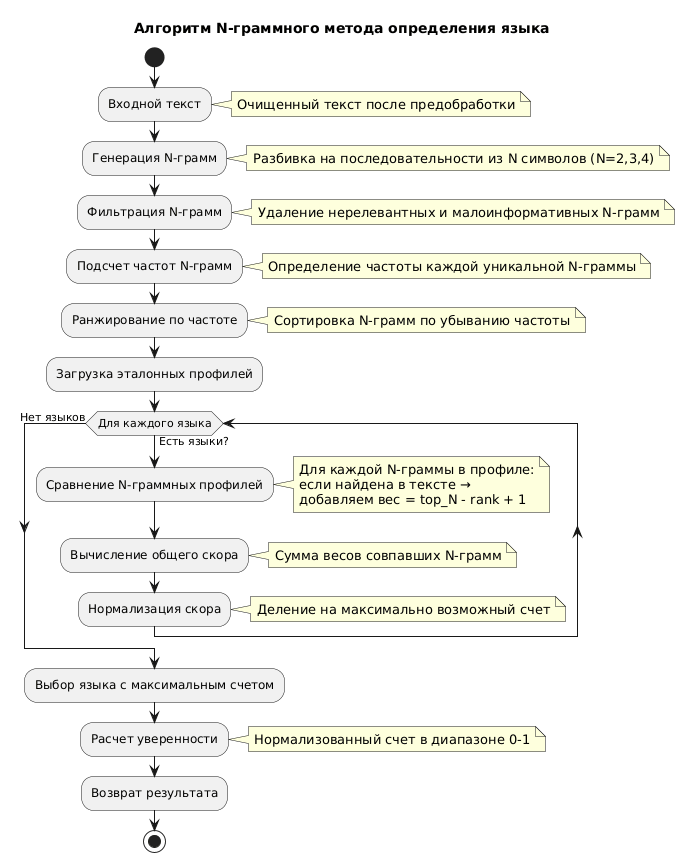 Алгоритм N-граммного метода определения языка
Входной текст
Очищенный текст после предобработки
Генерация N-грамм
Разбивка на последовательности из N символов (N=2,3,4)
Фильтрация N-грамм
Удаление нерелевантных и малоинформативных N-грамм
Подсчет частот N-грамм
Определение частоты каждой уникальной N-граммы
Ранжирование по частоте
Сортировка N-грамм по убыванию частоты
Загрузка эталонных профилей
Нет языков
Для каждого языка
Есть языки?
Сравнение N-граммных профилей
Для каждой N-граммы в профиле:
если найдена в тексте →
добавляем вес = top_N - rank + 1
Вычисление общего скора
Сумма весов совпавших N-грамм
Нормализация скора
Деление на максимально возможный счет
Выбор языка с максимальным счетом
Расчет уверенности
Нормализованный счет в диапазоне 0-1
Возврат результата